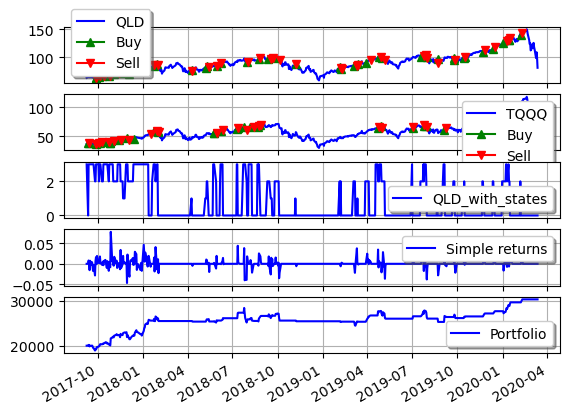 150
100
QLD
Buy
Sell
100
50
TQQQ
Buy
Sell
2
0
QLD_with_states
0.05
0.00
−0.05
Simple returns
30000
20000
Portfolio
2017-10 2018-01 2018-04 2018-07 2018-10 2019-01 2019-04 2019-07 2019-10 2020-01 2020-04